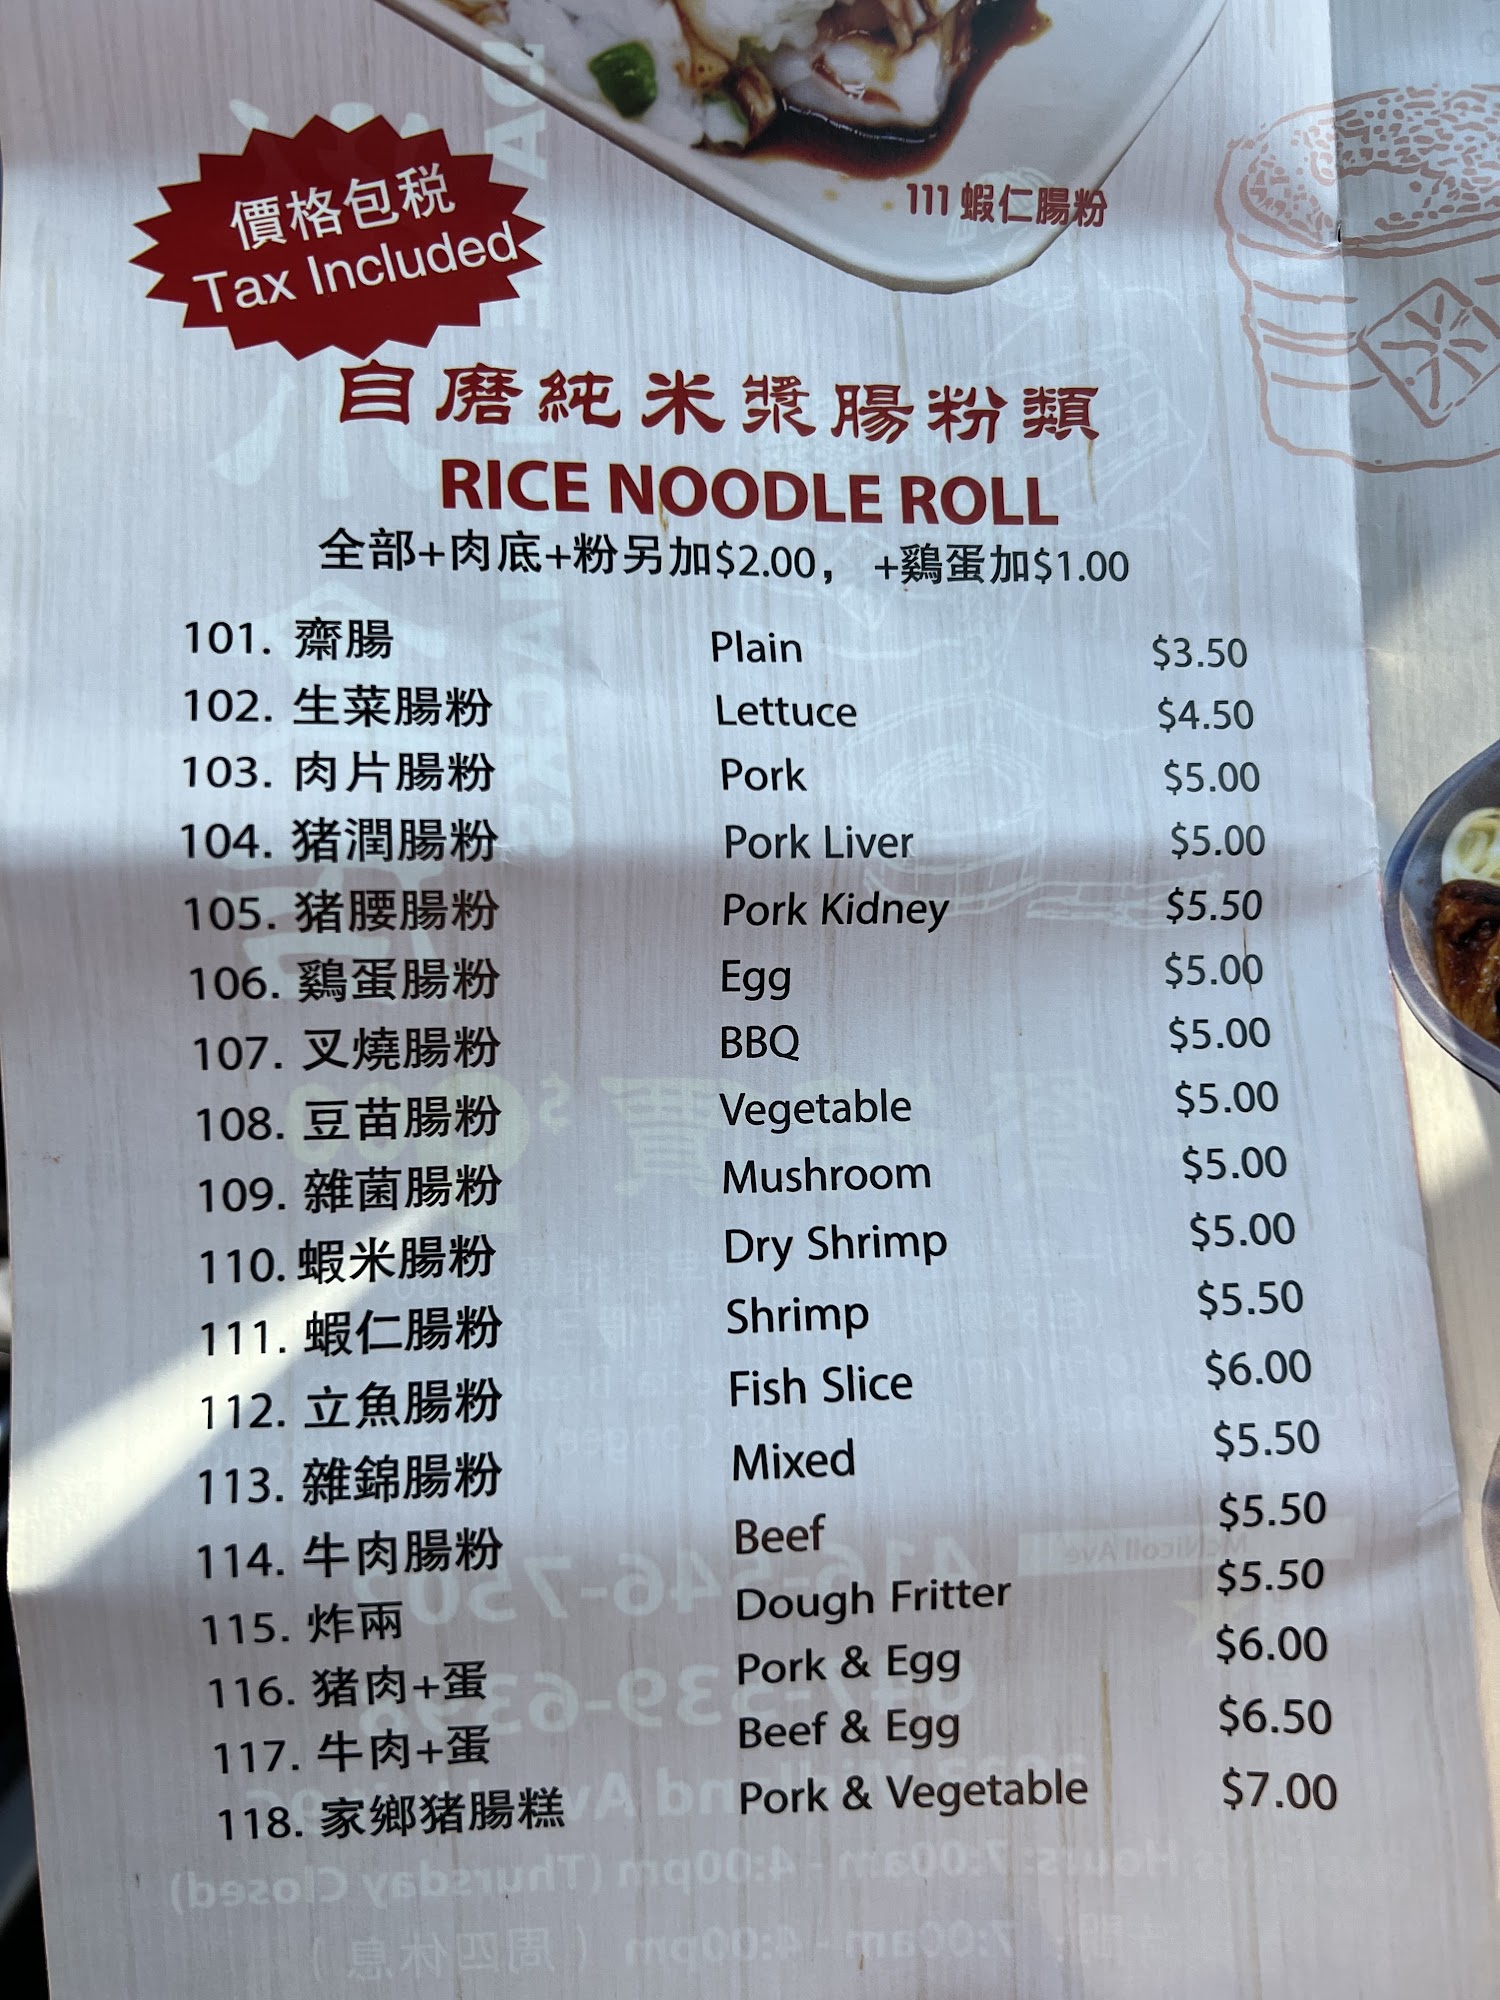 111 蝦仁腸粉
價格包税
Tax Included
自磨純米漿腸粉類
RICE NOODLE ROLL
全部+肉底+粉另加$2.00, +鷄蛋加$1.00
101. 齋腸 Plain $3.50
102. 生菜腸粉 Lettuce $4.50
103. 肉片腸粉 Pork $5.00
104. 猪潤腸粉 Pork Liver $5.00
105. 猪腰腸粉 Pork Kidney $5.50
106. 鷄蛋腸粉 Egg $5.00
107. 叉燒腸粉 BBQ $5.00
108. 豆苗腸粉 Vegetable $5.00
109. 雜菌腸粉 Mushroom $5.00
110. 蝦米腸粉 Dry Shrimp $5.00
111. 蝦仁腸粉 Shrimp $5.50
112. 立魚腸粉 Fish Slice $6.00
113. 雜錦腸粉 Mixed $5.50
114. 牛肉腸粉 Beef $5.50
115. 炸兩 Dough Fritter $5.50
116. 猪肉+蛋 Pork & Egg $6.00
117. 牛肉+蛋 Beef & Egg $6.50
118. 家鄉猪腸糕 Pork & Vegetable $7.00